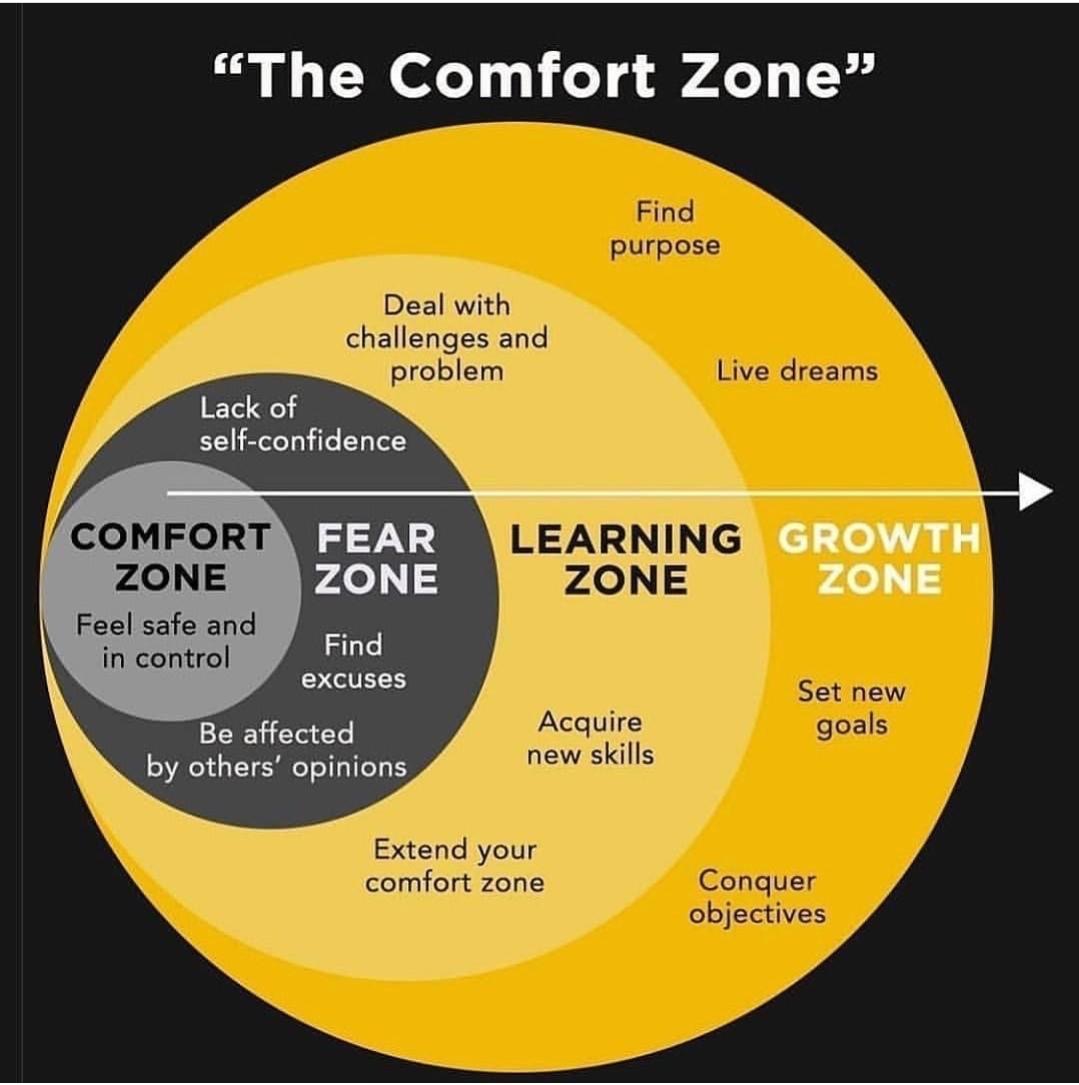 “The Comfort Zone”
Find
purpose
Deal with
challenges and
problem
Live dreams
Lack of
self-confidence
COMFORT
ZONE
Feel safe and
in control
FEAR
ZONE
Find
excuses
Be affected
by others’ opinions
LEARNING
ZONE
Acquire
new skills
Extend your
comfort zone
GROWTH
ZONE
Set new
goals
Conquer
objectives